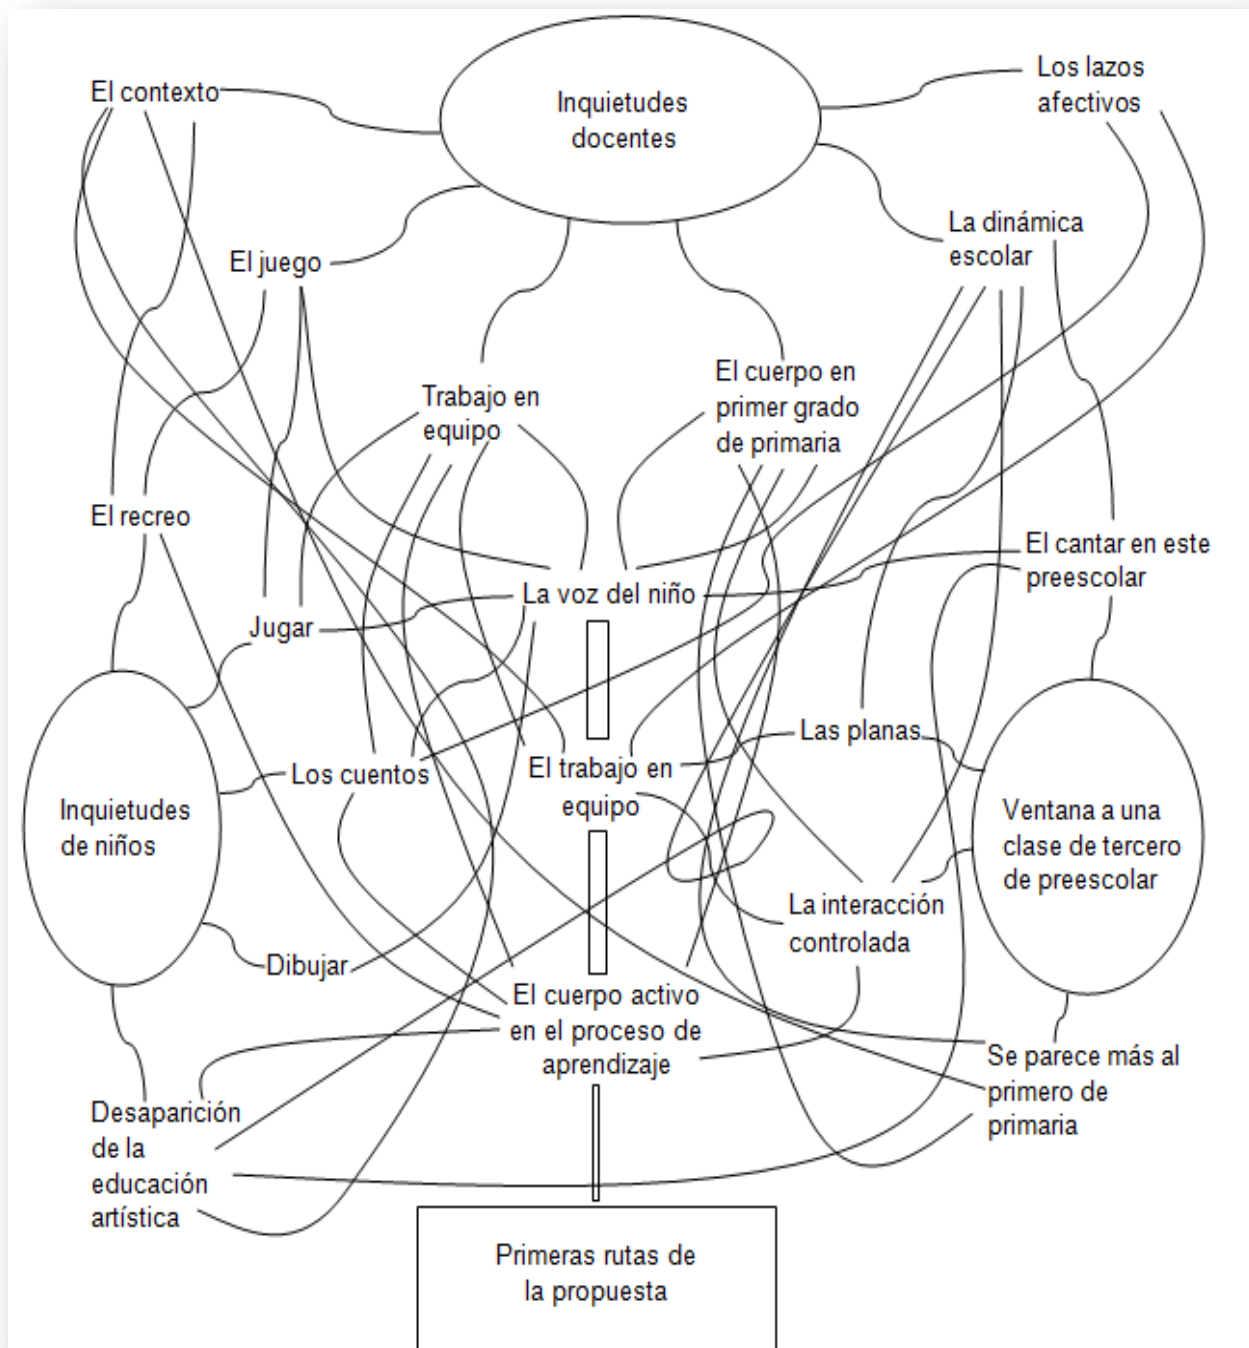 Inquietudes
docentes
El contexto
Los lazos
afectivos
El juego
La dinámica
escolar
Trabajo en
equipo
El cuerpo en
primer grado
de primaria
El recreo
El cantar en este
preescolar
La voz del niño
Jugar
Las planas
El trabajo en
equipo
Los cuentos
Inquietudes
de niños
Ventana a una
clase de tercero
de preescolar
La interacción
controlada
Dibujar
El cuerpo activo
en el proceso de
aprendizaje
Se parece más al
primero de
primaria
Desaparición
de la
educación
artística
Primeras rutas de
la propuesta